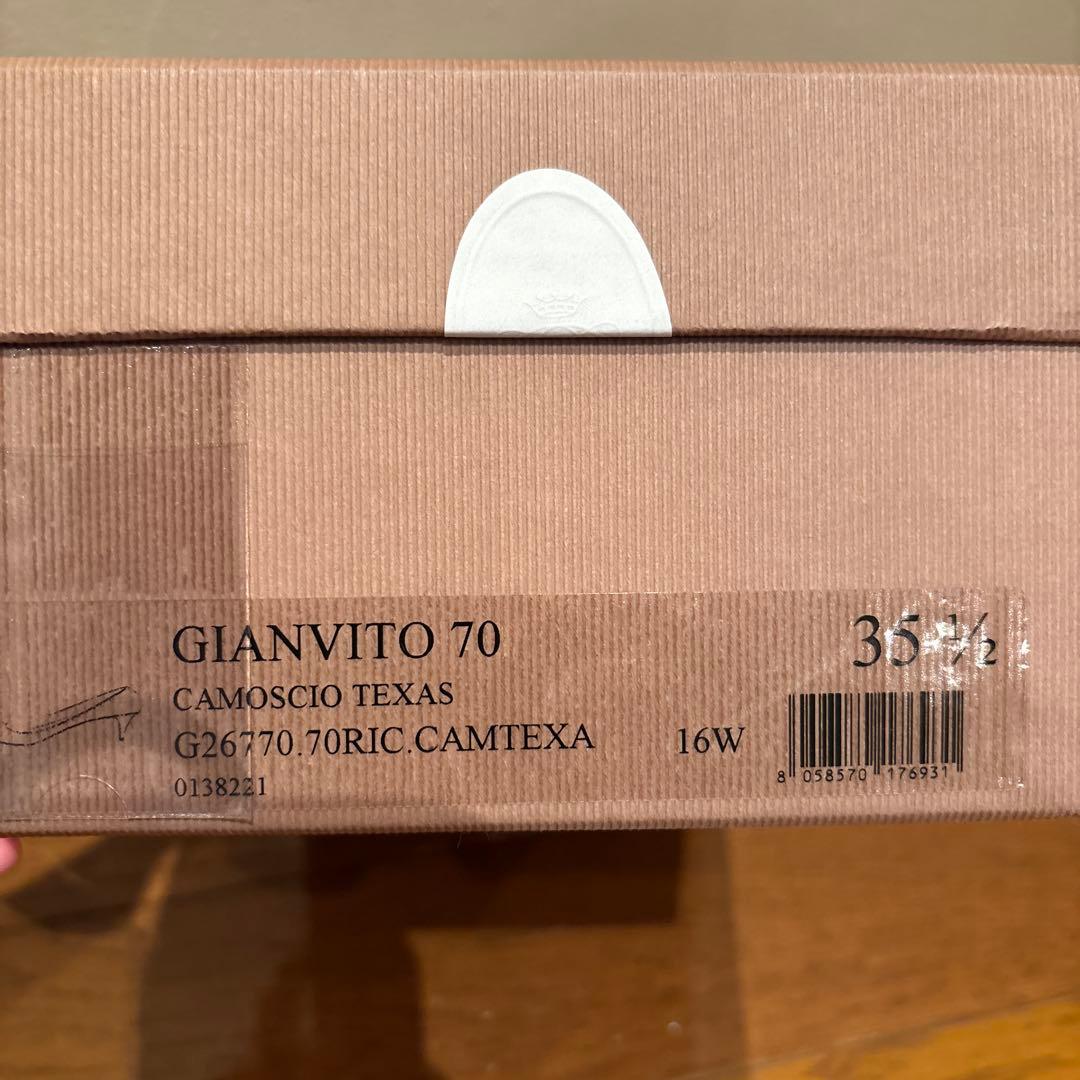 GIANVITO 70
35 ½
CAMOSCIO TEXAS
G26770.70RIC.CAMTEXA
16W
0138221
8 058570 176931